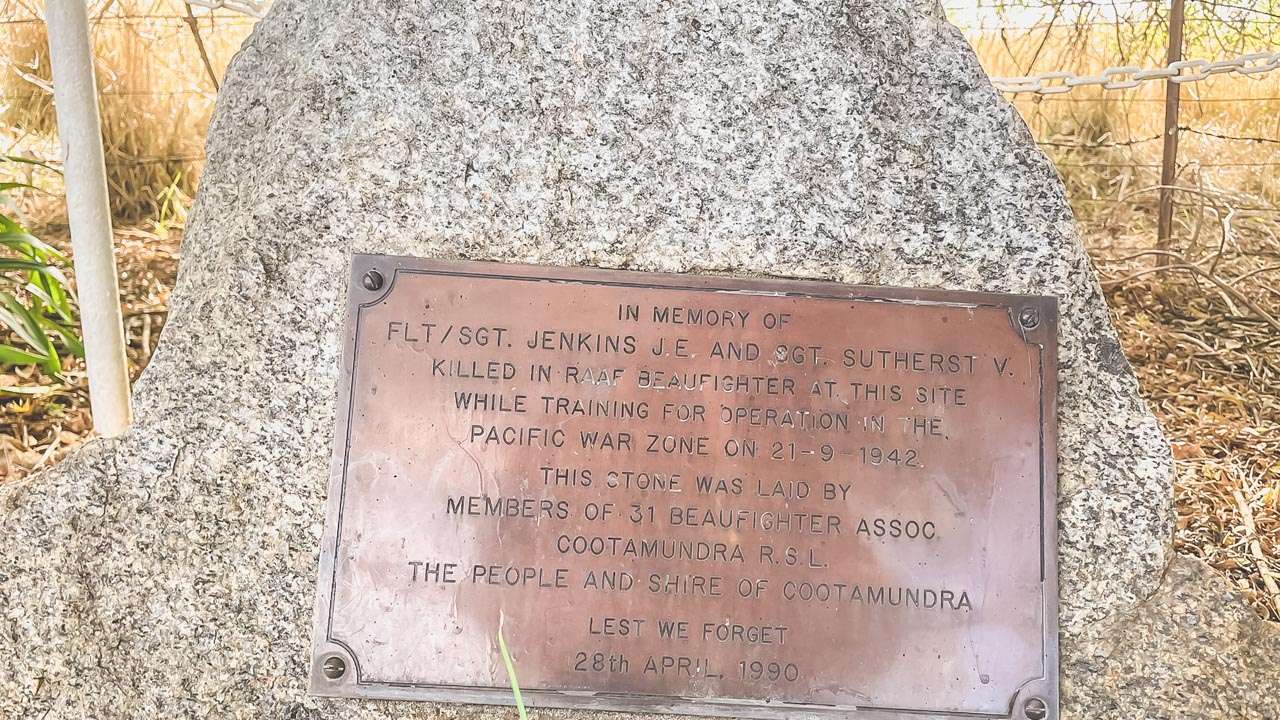 IN MEMORY OF
FLT/SGT. JENKINS J.E. AND SGT. SUTHERST V.
KILLED IN RAAF BEAUFIGHTER AT THIS SITE
WHILE TRAINING FOR OPERATION IN THE
PACIFIC WAR ZONE ON 21-9-1942.
THIS STONE WAS LAID BY
MEMBERS OF 31 BEAUFIGHTER ASSOC.
COOTAMUNDRA R.S.L.
THE PEOPLE AND SHIRE OF COOTAMUNDRA
LEST WE FORGET
28th APRIL, 1990